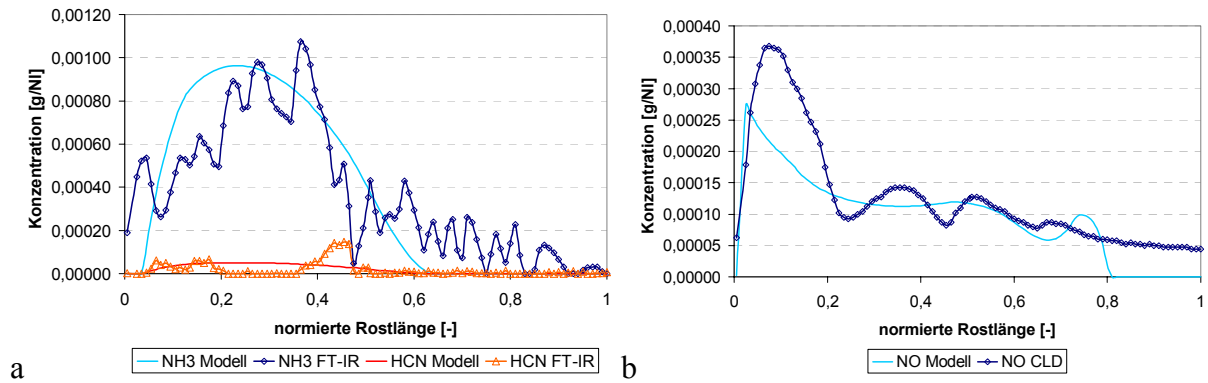 Konzentration [g/Nl]
0,00120
0,00100
0,00080
0,00060
0,00040
0,00020
0,00000
0 0,2 0,4 0,6 0,8 1
normierte Rostlänge [-]
NH3 Modell NH3 FT-IR HCN Modell HCN FT-IR
a
Konzentration [g/Nl]
0,00040
0,00035
0,00030
0,00025
0,00020
0,00015
0,00010
0,00005
0,00000
0 0,2 0,4 0,6 0,8 1
normierte Rostlänge [-]
NO Modell NO CLD
b